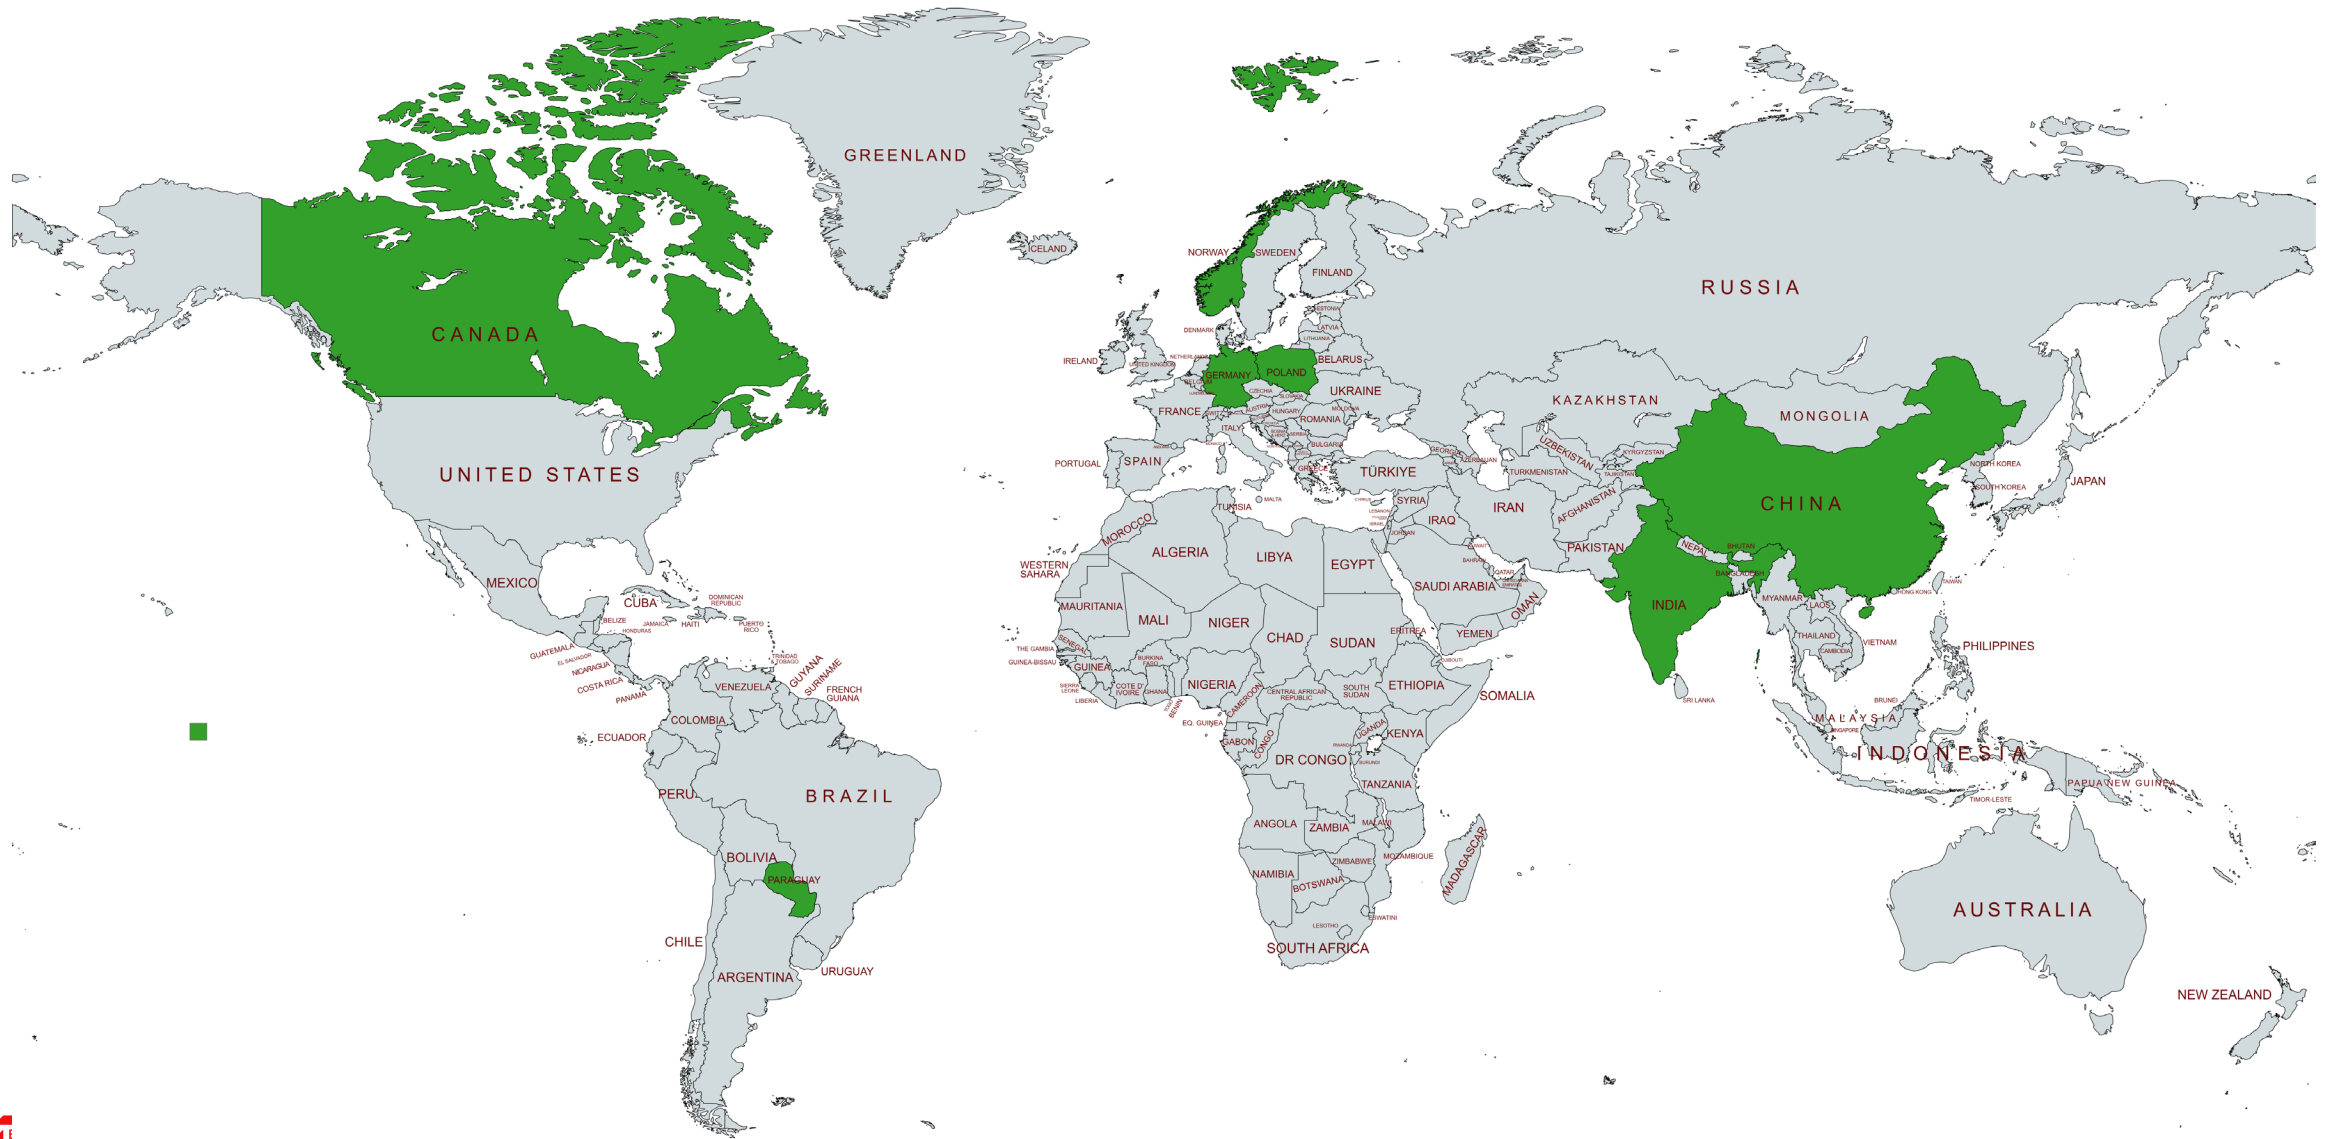 GREENLAND
ICELAND
NORWAY
SWEDEN
FINLAND
RUSSIA
CANADA
ESTONIA
LATVIA
LITHUANIA
DENMARK
IRELAND
UNITED KINGDOM
BELGIUM
GERMANY
POLAND
BELARUS
CZECHIA
SLOVAKIA
UKRAINE
FRANCE
SWITZ
AUSTRIA
HUNGARY
MOLDOVA
ROMANIA
ITALY
SERBIA
BULGARIA
KAZAKHSTAN
MONGOLIA
UNITED STATES
PORTUGAL
SPAIN
GREECE
TÜRKIYE
GEORGIA
AZERBAIJAN
UZBEKISTAN
KYRGYZSTAN
TURKMENISTAN
TAJIKISTAN
NORTH KOREA
SOUTH KOREA
JAPAN
CHINA
MALTA
TUNISIA
CYPRUS
SYRIA
LEBANON
ISRAEL
JORDAN
IRAQ
IRAN
AFGHANISTAN
MOROCCO
ALGERIA
LIBYA
EGYPT
KUWAIT
BAHRAIN
QATAR
SAUDI ARABIA
PAKISTAN
NEPAL
BHUTAN
BANGLADESH
INDIA
MYANMAR
LAOS
TAIWAN
HONG KONG
WESTERN
SAHARA
MEXICO
CUBA
DOMINICAN
REPUBLIC
BELIZE
JAMAICA
HAITI
PUERTO
RICO
HONDURAS
GUATEMALA
EL SALVADOR
NICARAGUA
COSTA RICA
PANAMA
TRINIDAD
& TOBAGO
MAURITANIA
MALI
NIGER
CHAD
SUDAN
ERITREA
YEMEN
OMAN
DJIBOUTI
SENEGAL
THE GAMBIA
GUINEA-BISSAU
GUINEA
SIERRA
LEONE
LIBERIA
COTE D'
IVOIRE
BURKINA
FASO
GHANA
TOGO
BENIN
NIGERIA
CAMEROON
CENTRAL AFRICAN
REPUBLIC
SOUTH
SUDAN
ETHIOPIA
SOMALIA
THAILAND
CAMBODIA
VIETNAM
PHILIPPINES
SRI LANKA
BRUNEI
MALAYSIA
SINGAPORE
INDONESIA
PAPUA NEW GUINEA
TIMOR-LESTE
VENEZUELA
GUYANA
SURINAME
FRENCH
GUIANA
COLOMBIA
ECUADOR
PERU
BRAZIL
BOLIVIA
PARAGUAY
CHILE
ARGENTINA
URUGUAY
EQ. GUINEA
GABON
CONGO
DR CONGO
UGANDA
KENYA
RWANDA
BURUNDI
TANZANIA
ANGOLA
ZAMBIA
MALAWI
MOZAMBIQUE
ZIMBABWE
MADAGASCAR
NAMIBIA
BOTSWANA
ESWATINI
LESOTHO
SOUTH AFRICA
AUSTRALIA
NEW ZEALAND